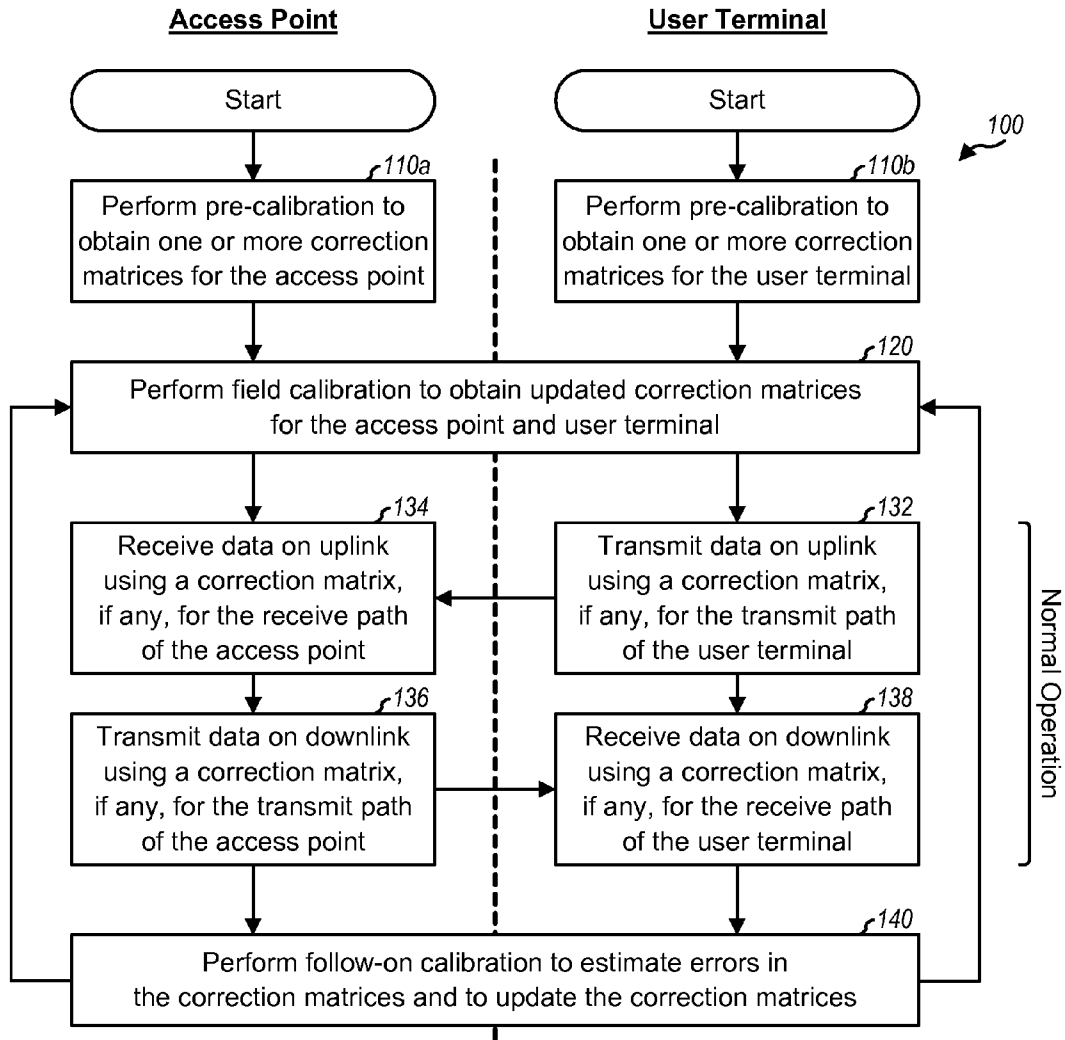 Access Point
User Terminal
Start
Start
100
110a
110b
Perform pre-calibration to
obtain one or more correction
matrices for the access point
Perform pre-calibration to
obtain one or more correction
matrices for the user terminal
120
Perform field calibration to obtain updated correction matrices
for the access point and user terminal
134
132
Receive data on uplink
using a correction matrix,
if any, for the receive path
of the access point
Transmit data on uplink
using a correction matrix,
if any, for the transmit path
of the user terminal
136
138
Transmit data on downlink
using a correction matrix,
if any, for the transmit path
of the access point
Receive data on downlink
using a correction matrix,
if any, for the receive path
of the user terminal
Normal Operation
140
Perform follow-on calibration to estimate errors in
the correction matrices and to update the correction matrices